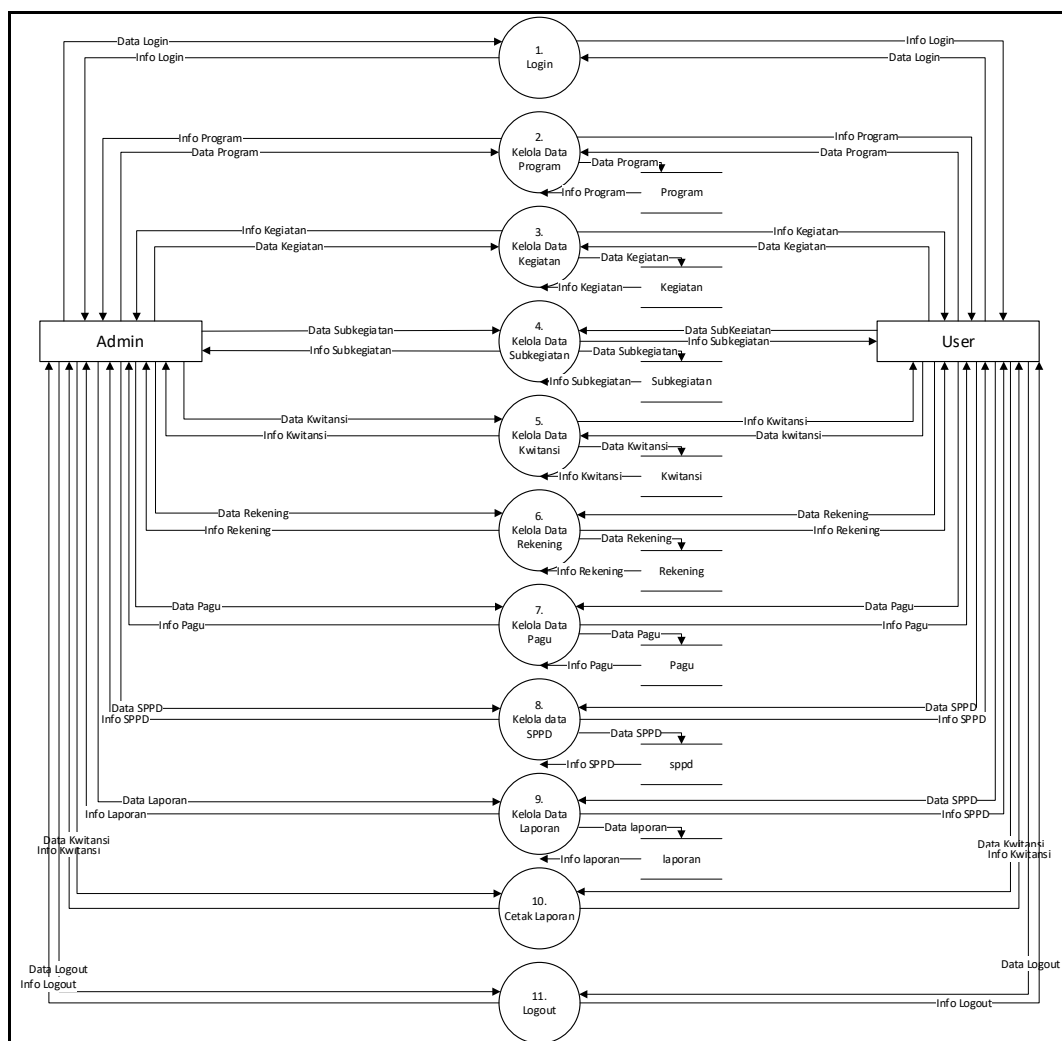 Data Login
Info Login
1.
Login
Info Login
Data Login
Info Program
Data Program
2.
Kelola Data
Program
Info Program
Data Program
Data Program
Info Program
Program
Info Kegiatan
Data Kegiatan
3.
Kelola Data
Kegiatan
Info Kegiatan
Data Kegiatan
Data Kegiatan
Info Kegiatan
Kegiatan
Admin
User
Data Subkegiatan
Info Subkegiatan
4.
Kelola Data
Subkegiatan
Data SubKegiatan
Info Subkegiatan
Data Subkegiatan
Info Subkegiatan
Subkegiatan
Data Kwitansi
Info Kwitansi
5.
Kelola Data
Kwitansi
Info Kwitansi
Data kwitansi
Data Kwitansi
Info Kwitansi
Kwitansi
Data Rekening
Info Rekening
6.
Kelola Data
Rekening
Data Rekening
Info Rekening
Data Rekening
Info Rekening
Rekening
Data Pagu
Info Pagu
7.
Kelola Data
Pagu
Data Pagu
Info Pagu
Data Pagu
Info Pagu
Pagu
Data SPPD
Info SPPD
8.
Kelola data
SPPD
Data SPPD
Info SPPD
Data SPPD
Info SPPD
sppd
Data Laporan
Info Laporan
9.
Kelola Data
Laporan
Data SPPD
Info SPPD
Data laporan
Info laporan
laporan
Data Kwitansi
Info Kwitansi
Data Kwitansi
Info Kwitansi
10.
Cetak Laporan
Data Logout
Info Logout
11.
Logout
Data Logout
Info Logout